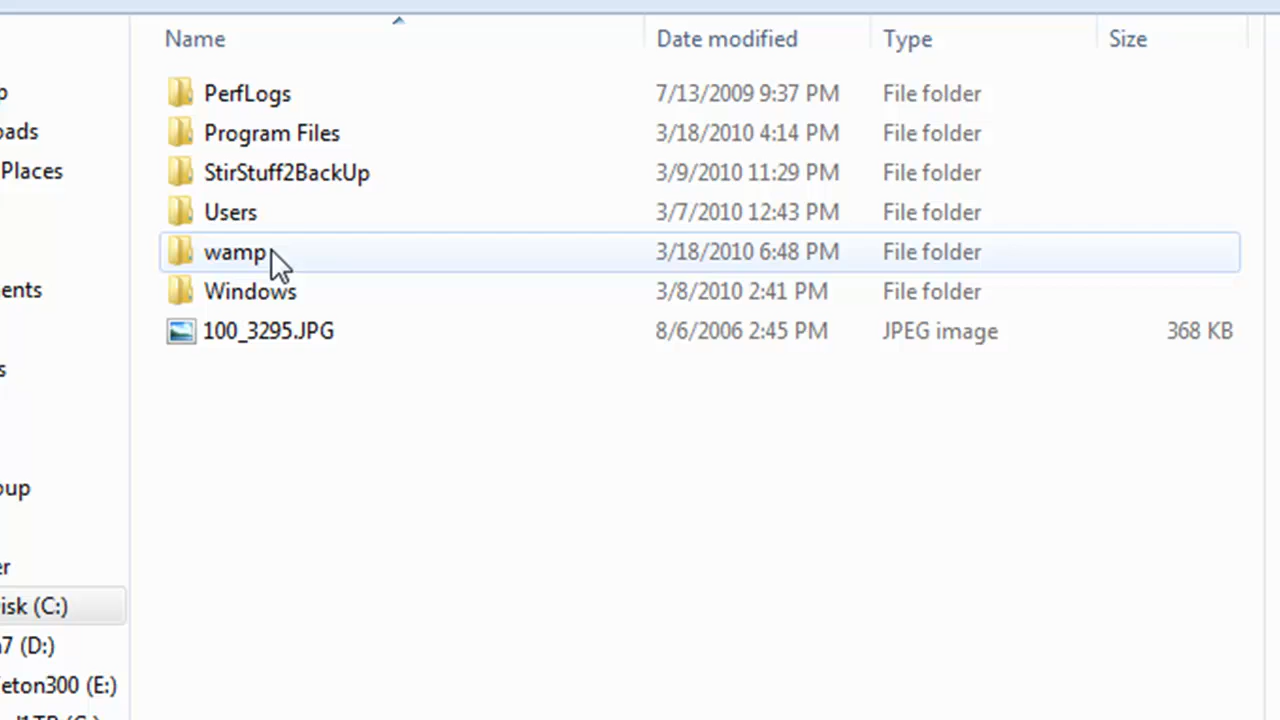 Name Date modified Type Size
PerfLogs 7/13/2009 9:37 PM File folder
Program Files 3/18/2010 4:14 PM File folder
StirStuff2BackUp 3/9/2010 11:29 PM File folder
Users 3/7/2010 12:43 PM File folder
wamp 3/18/2010 6:48 PM File folder
Windows 3/8/2010 2:41 PM File folder
100_3295.JPG 8/6/2006 2:45 PM JPEG image 368 KB
p
oads
Places
ents
s
oup
er
isk (C:)
7 (D:)
eton300 (E:)